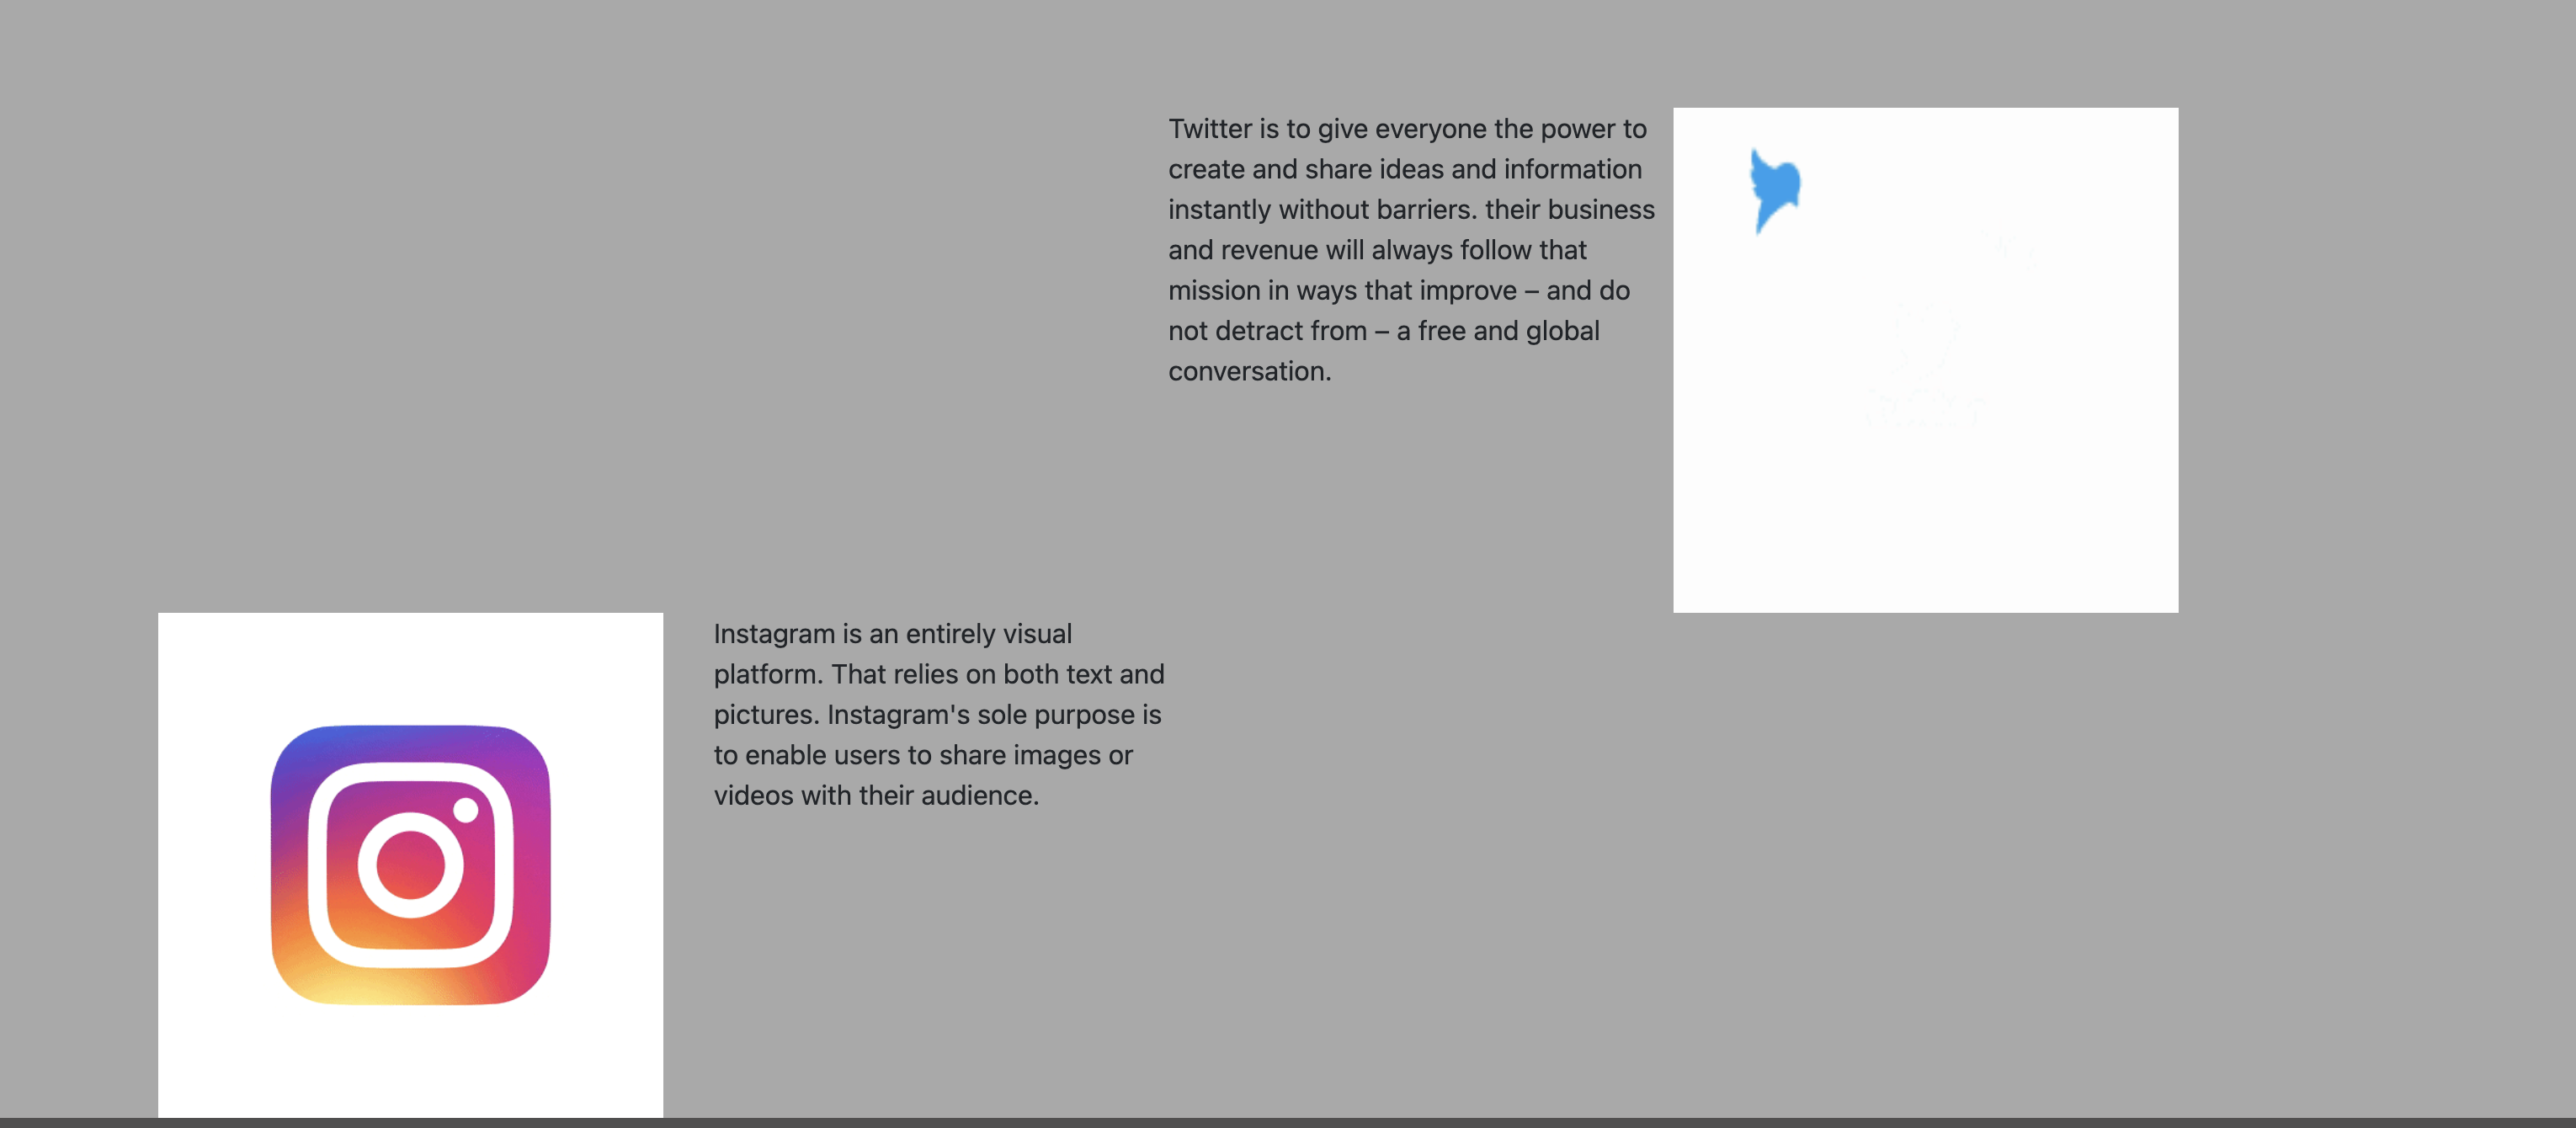 Twitter is to give everyone the power to
create and share ideas and information
instantly without barriers. their business
and revenue will always follow that
mission in ways that improve – and do
not detract from – a free and global
conversation.
Instagram is an entirely visual
platform. That relies on both text and
pictures. Instagram's sole purpose is
to enable users to share images or
videos with their audience.